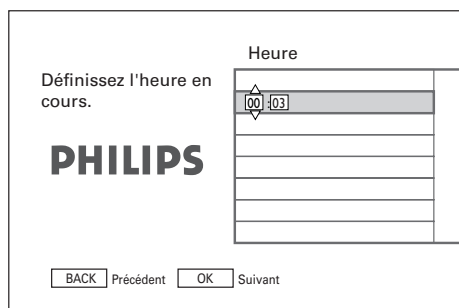 Heure
Définissez l'heure en
cours.
00 : 03
PHILIPS
BACK Précédent OK Suivant